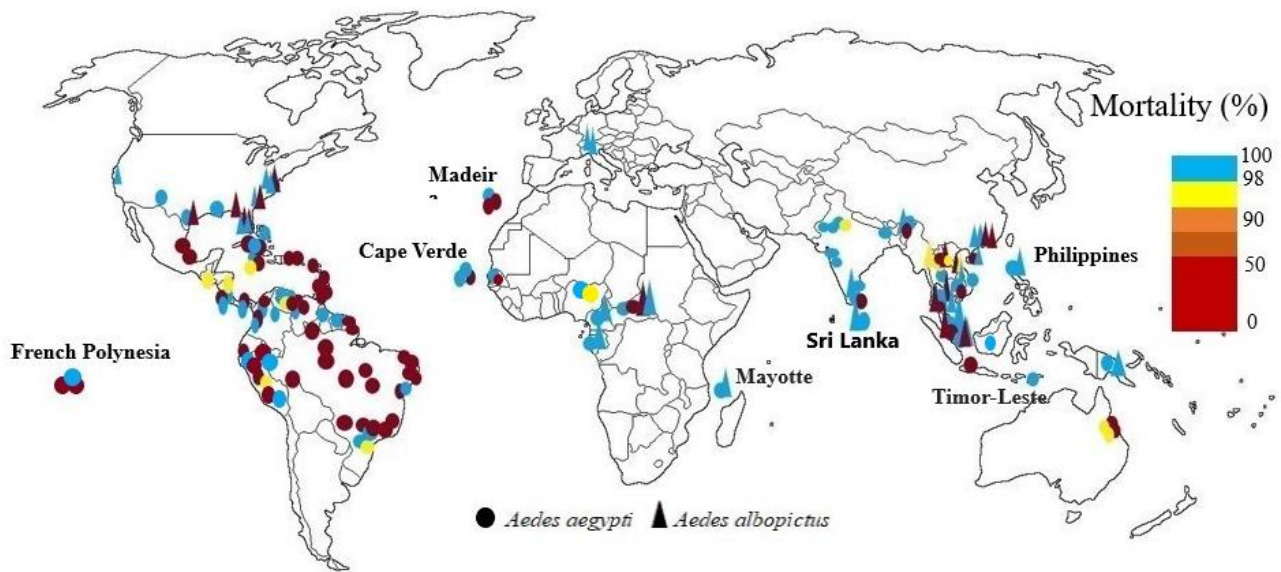 Mortality (%)
100
98
90
50
0
Madeir
a
Cape Verde
Philippines
French Polynesia
Sri Lanka
Mayotte
Timor-Leste
Aedes aegypti
Aedes albopictus